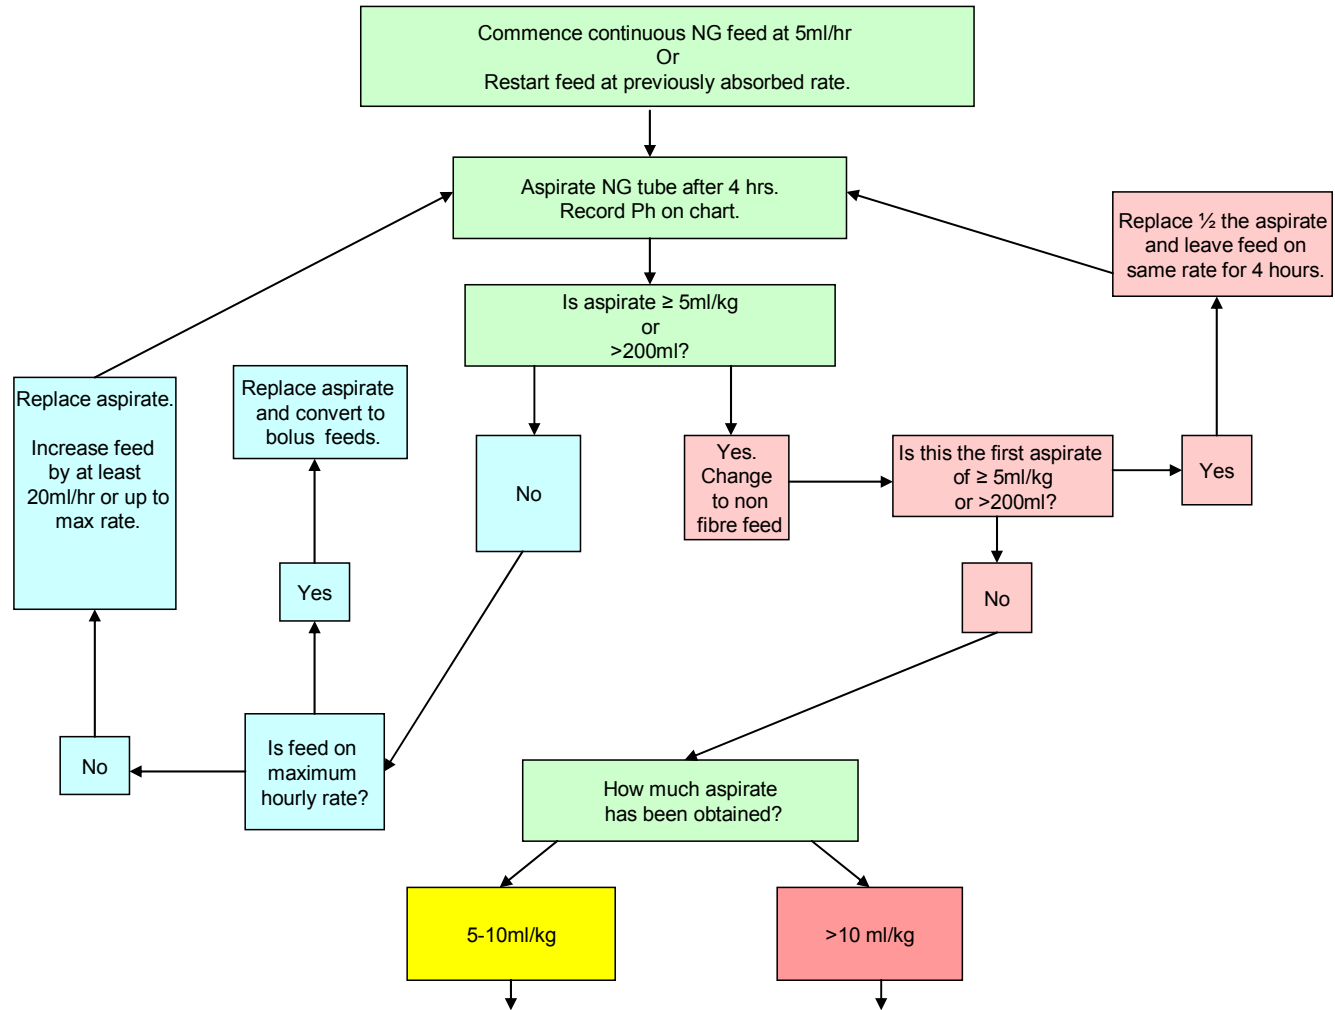 Commence continuous NG feed at 5ml/hr
Or
Restart feed at previously absorbed rate.
Aspirate NG tube after 4 hrs.
Record Ph on chart.
Replace ½ the aspirate
and leave feed on
same rate for 4 hours.
Is aspirate ≥ 5ml/kg
or
>200ml?
Replace aspirate.
Increase feed
by at least
20ml/hr or up to
max rate.
Replace aspirate
and convert to
bolus feeds.
No
Yes.
Change
to non
fibre feed
Is this the first aspirate
of ≥ 5ml/kg
or >200ml?
Yes
Yes
No
No
Is feed on
maximum
hourly rate?
How much aspirate
has been obtained?
5-10ml/kg
>10 ml/kg